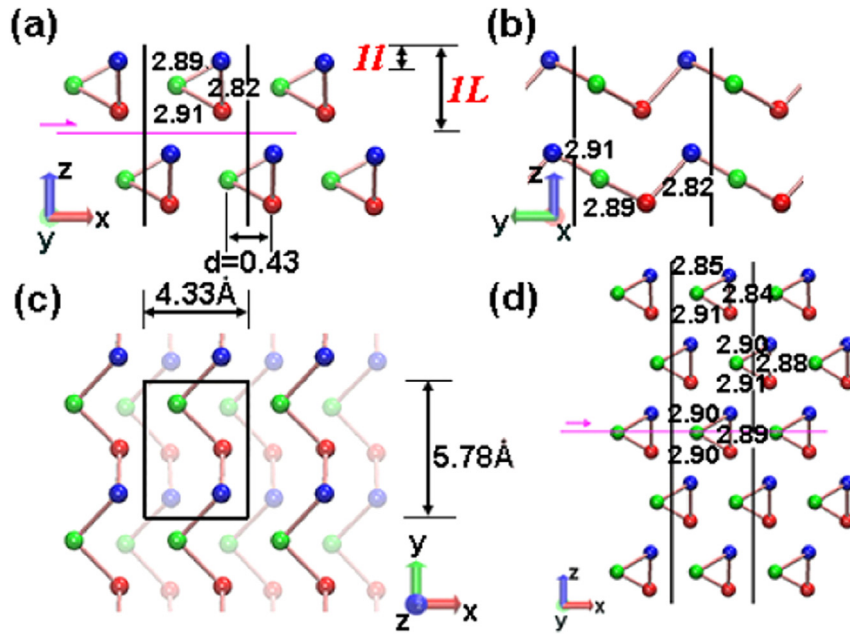 (a)
2.89
2.82
2.91
1l
1L
z
y
x
d=0.43
(b)
2.91
2.82
2.89
z
y
x
(c)
4.33Å
5.78Å
y
z
x
(d)
2.85
2.84
2.91
2.90
2.88
2.91
2.90
2.89
2.90
z
y
x